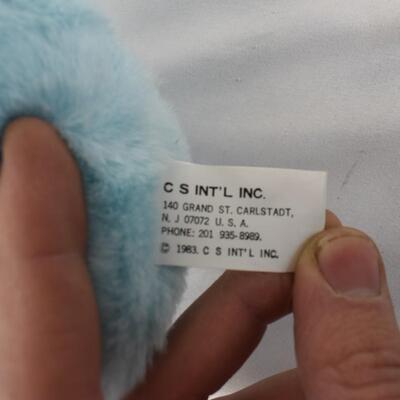 C S INT'L INC.
140 GRAND ST. CARLSTADT,
N. J 07072 U. S. A.
PHONE: 201 935-8989.
© 1983. C S INT'L INC.